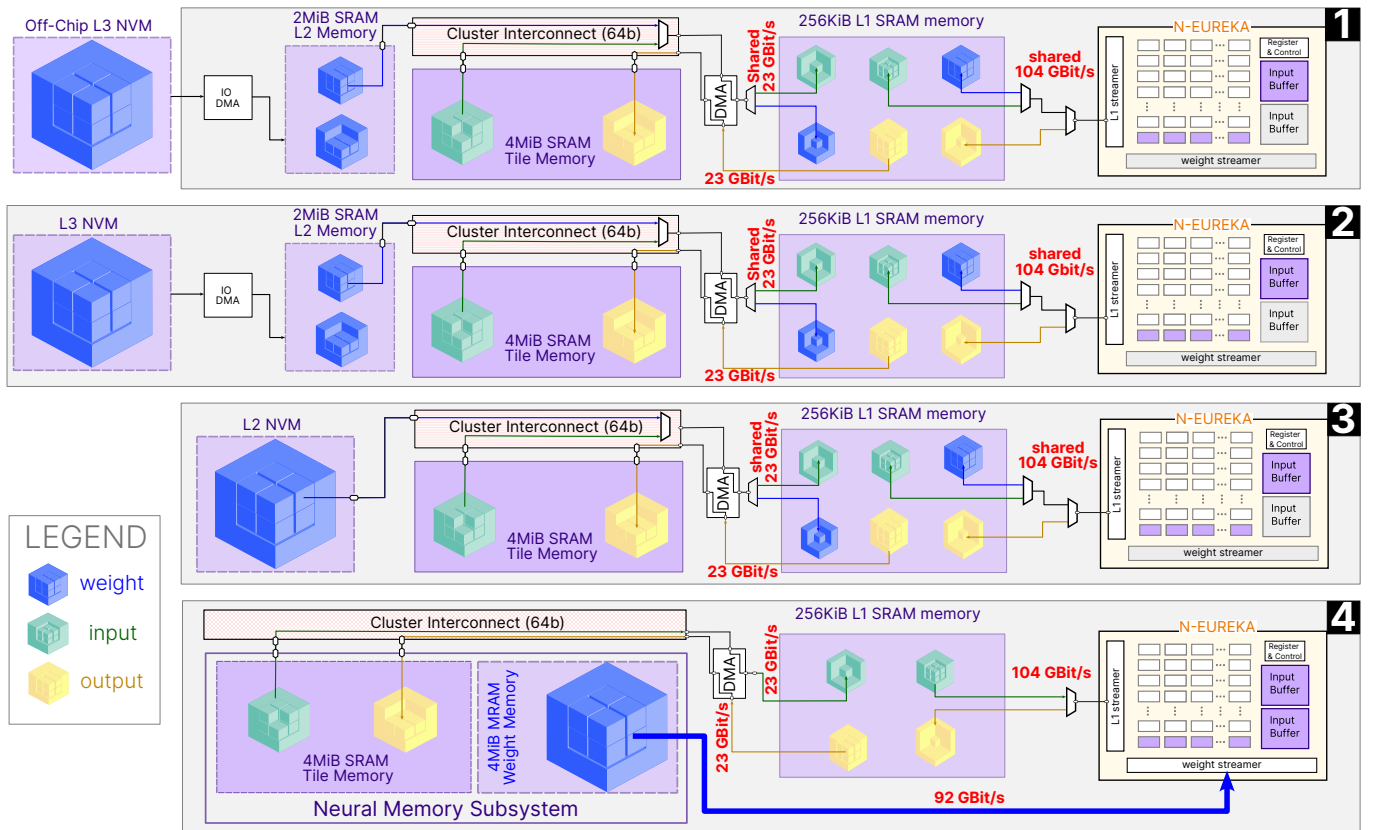 1
Off-Chip L3 NVM
IO
DMA
2MiB SRAM
L2 Memory
Cluster Interconnect (64b)
4MiB SRAM
Tile Memory
DMA
Shared
23 GBit/s
23 GBit/s
256KiB L1 SRAM memory
shared
104 GBit/s
N-EUREKA
L1 streamer
Register
& Control
Input
Buffer
Input
Buffer
weight streamer
2
L3 NVM
IO
DMA
2MiB SRAM
L2 Memory
Cluster Interconnect (64b)
4MiB SRAM
Tile Memory
DMA
Shared
23 GBit/s
23 GBit/s
256KiB L1 SRAM memory
shared
104 Gbit/s
N-EUREKA
L1 streamer
Register
& Control
Input
Buffer
Input
Buffer
weight streamer
3
L2 NVM
Cluster Interconnect (64b)
4MiB SRAM
Tile Memory
DMA
shared
23 GBit/s
23 GBit/s
256KiB L1 SRAM memory
shared
104 GBit/s
N-EUREKA
L1 streamer
Register
& Control
Input
Buffer
Input
Buffer
weight streamer
LEGEND
weight
input
output
4
Cluster Interconnect (64b)
4MiB SRAM
Tile Memory
4MiB MRAM
Weight Memory
Neural Memory Subsystem
DMA
23 GBit/s
23 GBit/s
256KiB L1 SRAM memory
104 GBit/s
92 GBit/s
N-EUREKA
L1 streamer
Register
& Control
Input
Buffer
Input
Buffer
weight streamer